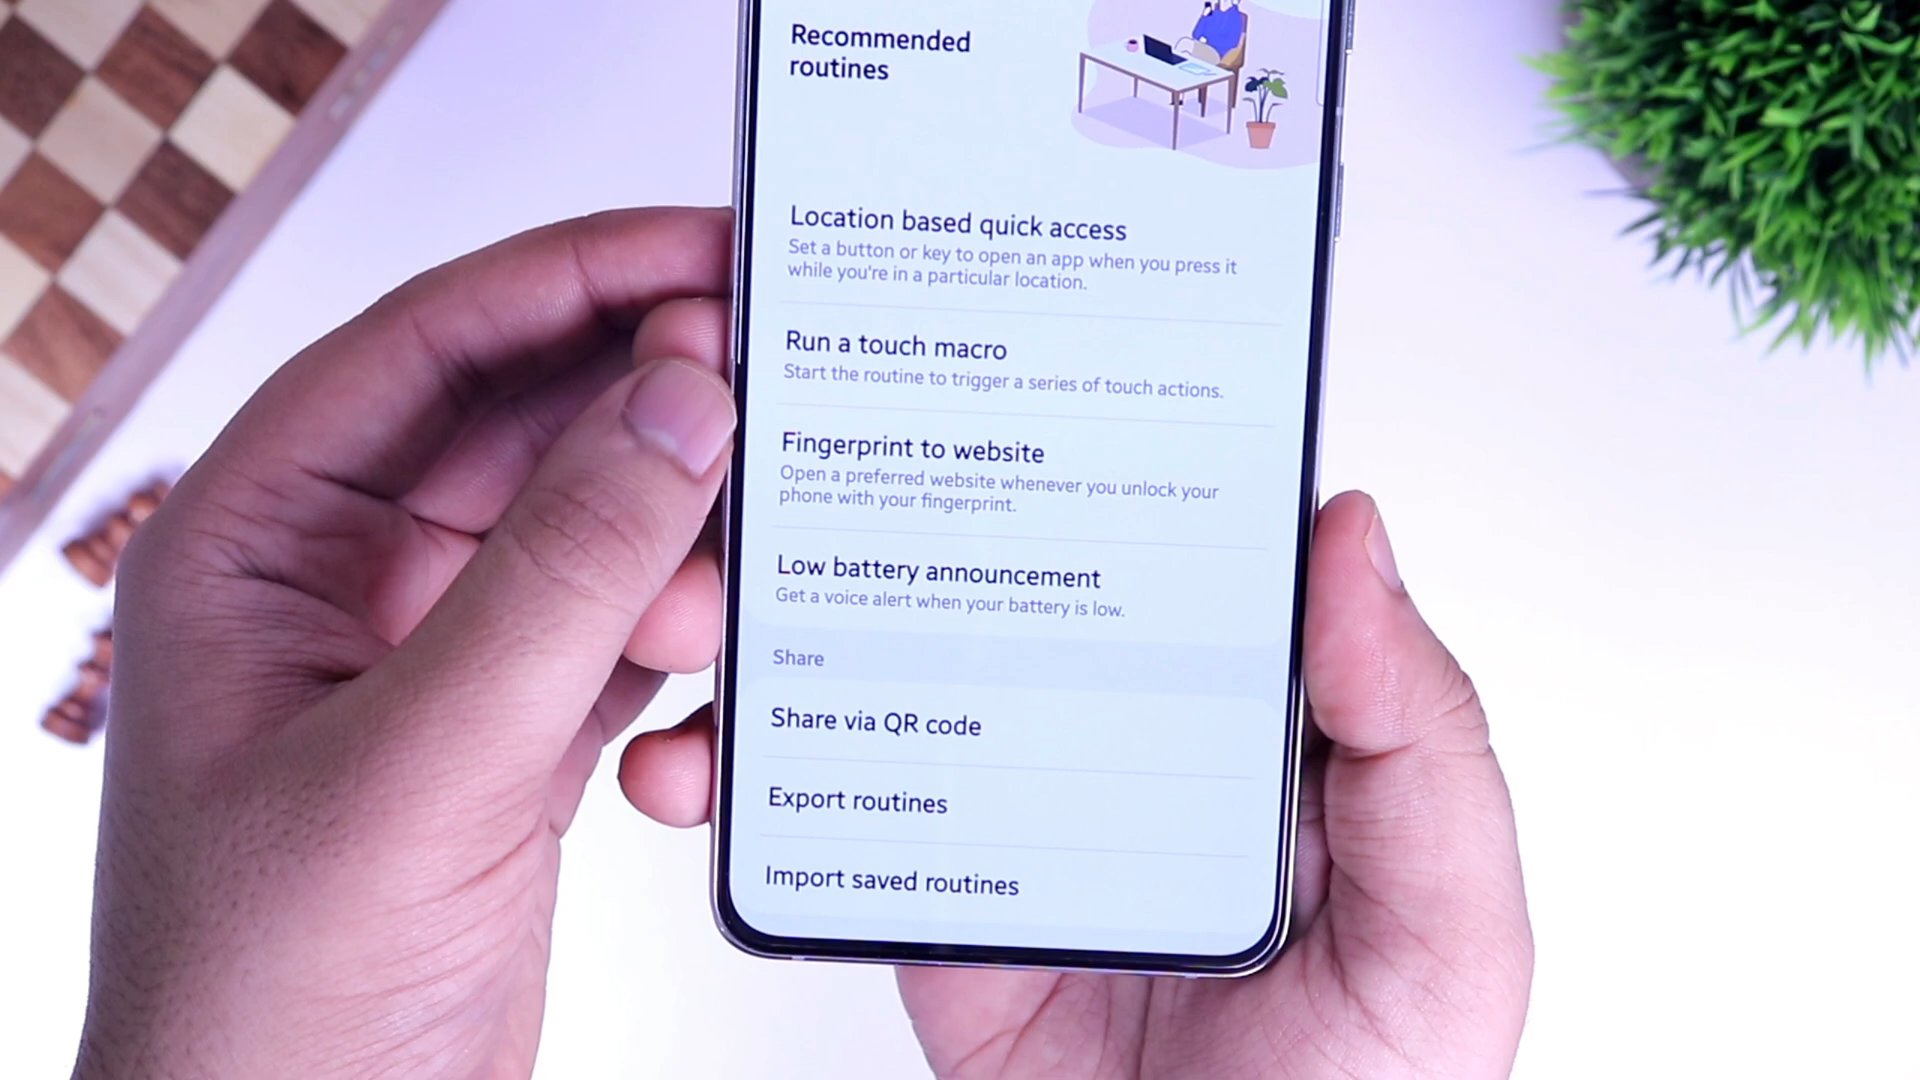 Recommended
routines
Location based quick access
Set a button or key to open an app when you press it
while you're in a particular location.
Run a touch macro
Start the routine to trigger a series of touch actions.
Fingerprint to website
Open a preferred website whenever you unlock your
phone with your fingerprint.
Low battery announcement
Get a voice alert when your battery is low.
Share
Share via QR code
Export routines
Import saved routines